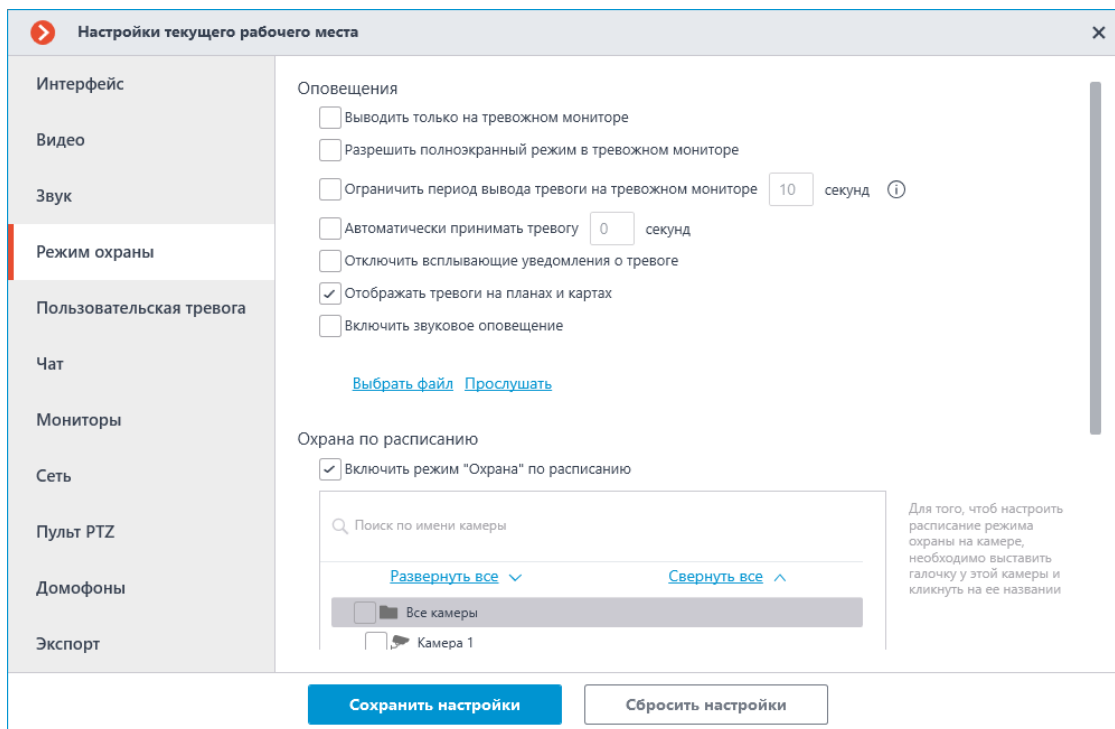 Настройки текущего рабочего места
Интерфейс
Видео
Звук
Режим охраны
Пользовательская тревога
Чат
Мониторы
Сеть
Пульт PTZ
Домофоны
Экспорт
Оповещения
Выводить только на тревожном мониторе
Разрешить полноэкранный режим в тревожном мониторе
Ограничить период вывода тревоги на тревожном мониторе 10 секунд
Автоматически принимать тревогу 0 секунд
Отключить всплывающие уведомления о тревоге
Отображать тревоги на планах и картах
Включить звуковое оповещение
Выбрать файл Прослушать
Охрана по расписанию
Включить режим "Охрана" по расписанию
Поиск по имени камеры
Развернуть все Свернуть все
Все камеры
Камера 1
Для того, чтоб настроить
расписание режима
охраны на камере,
необходимо выставить
галочку у этой камеры и
кликнуть на ее названии
Сохранить настройки
Сбросить настройки